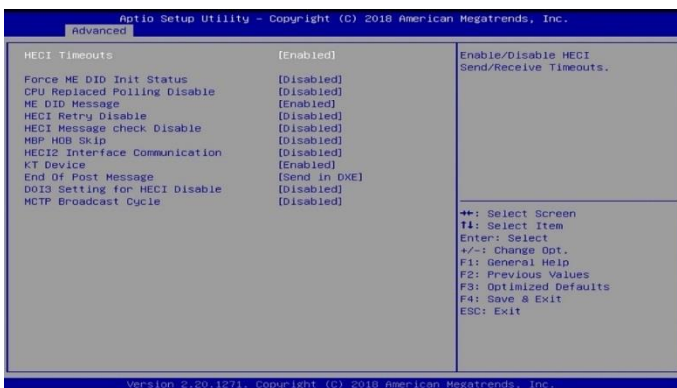 Aptio Setup Utility – Copyright (C) 2018 American Megatrends, Inc.
Advanced
HECI Timeouts [Enabled]
Force ME DID Init Status [Disabled]
CPU Replaced Polling Disable [Disabled]
ME DID Message [Enabled]
HECI Retry Disable [Disabled]
HECI Message check Disable [Disabled]
MBP HOB Skip [Disabled]
HECI2 Interface Communication [Disabled]
KT Device [Enabled]
End Of Post Message [Send in DXE]
DOI3 Setting for HECI Disable [Disabled]
MCTP Broadcast Cycle [Disabled]
Enable/Disable HECI
Send/Receive Timeouts.
→←: Select Screen
↑↓: Select Item
Enter: Select
+/-: Change Opt.
F1: General Help
F2: Previous Values
F3: Optimized Defaults
F4: Save & Exit
ESC: Exit
Version 2.20.1271. Copyright (C) 2018 American Megatrends, Inc.